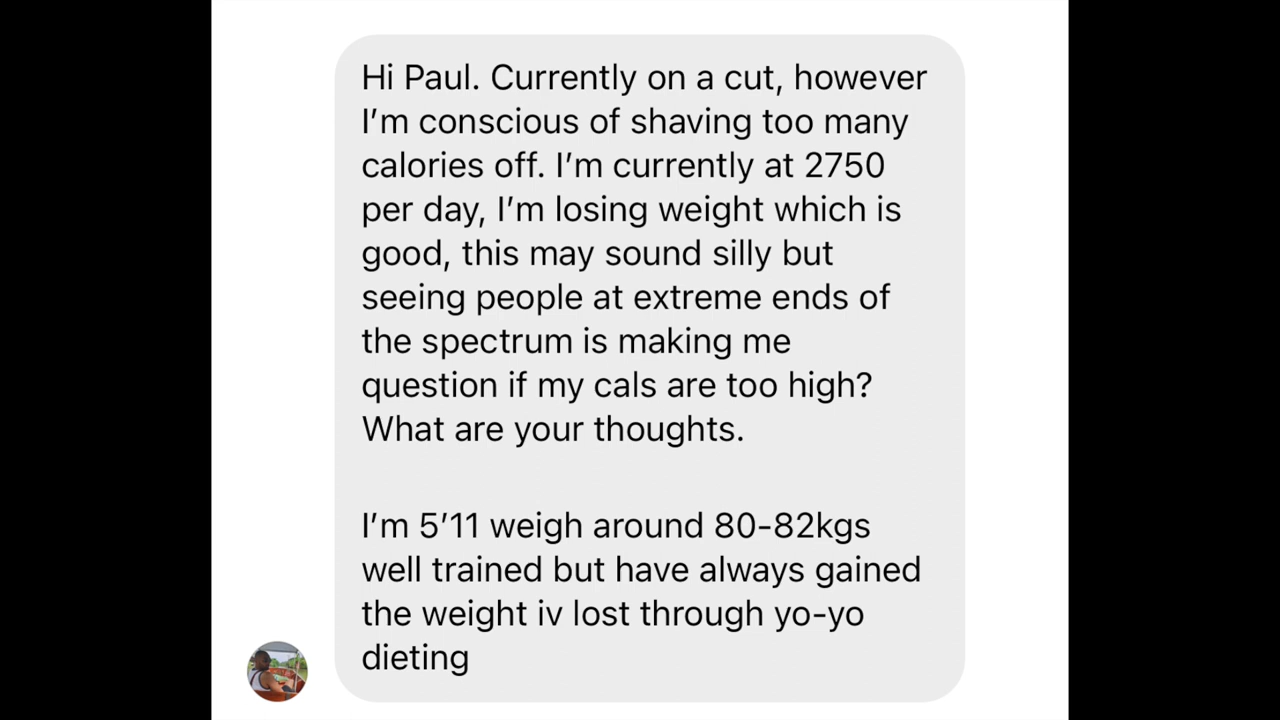 Hi Paul. Currently on a cut, however
I’m conscious of shaving too many
calories off. I’m currently at 2750
per day, I’m losing weight which is
good, this may sound silly but
seeing people at extreme ends of
the spectrum is making me
question if my cals are too high?
What are your thoughts.
I’m 5’11 weigh around 80-82kgs
well trained but have always gained
the weight iv lost through yo-yo
dieting